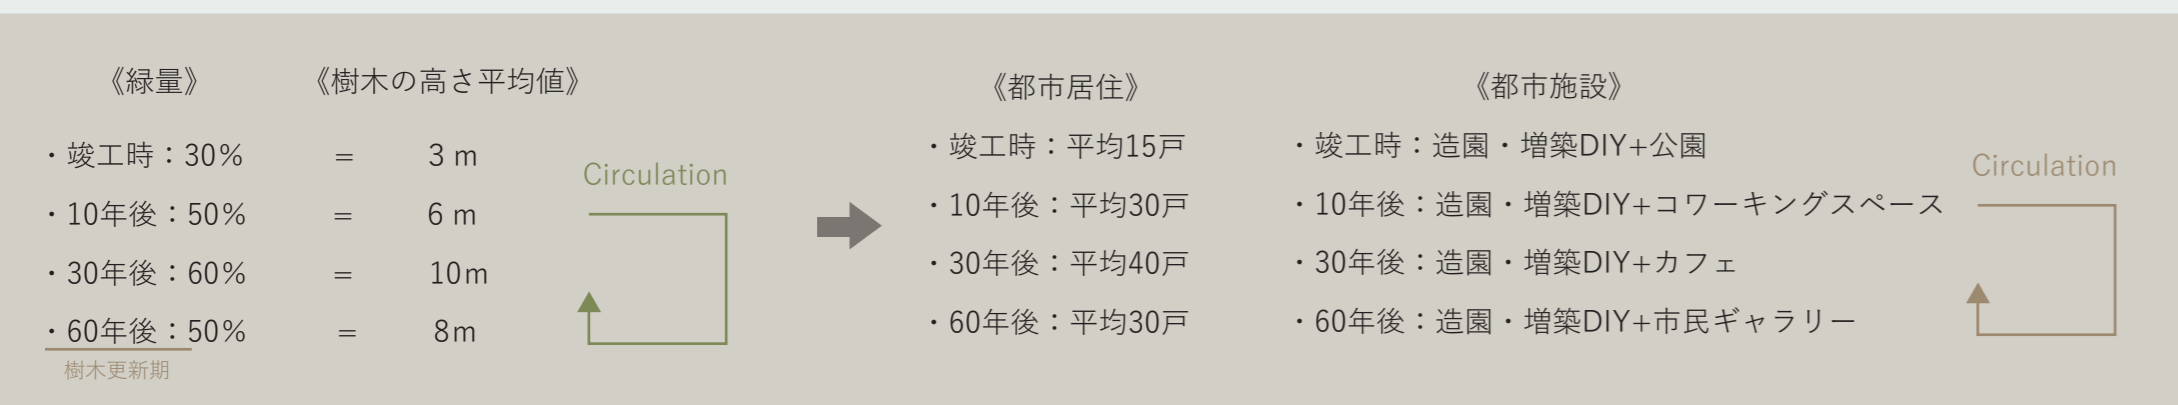 《緑量》
《樹木の高さ平均値》
・竣工時：30% = 3 m
・10年後：50% = 6 m
・30年後：60% = 10m
・60年後：50% = 8m
樹木更新期
Circulation
《都市居住》
・竣工時：平均15戸
・10年後：平均30戸
・30年後：平均40戸
・60年後：平均30戸
《都市施設》
・竣工時：造園・増築DIY+公園
・10年後：造園・増築DIY+コワーキングスペース
・30年後：造園・増築DIY+カフェ
・60年後：造園・増築DIY+市民ギャラリー
Circulation